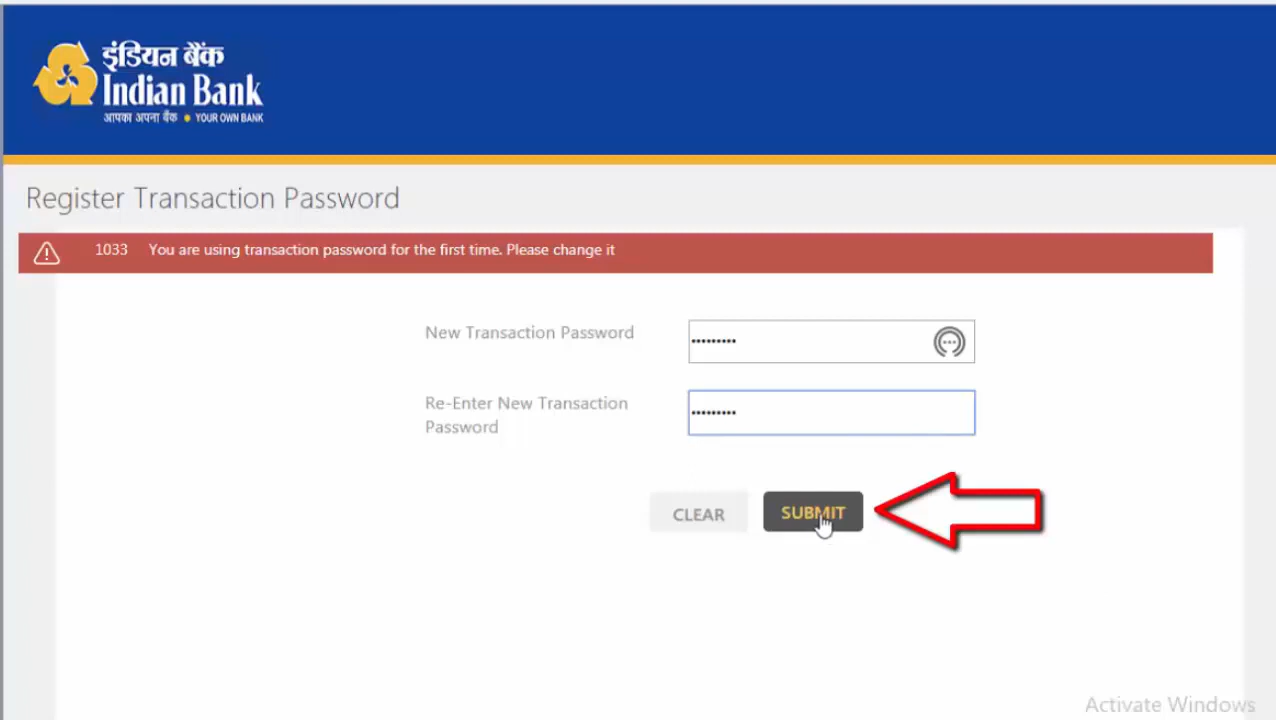 इंडियन बैंक
Indian Bank
आपका अपना बैंक ● YOUR OWN BANK
Register Transaction Password
1033 You are using transaction password for the first time. Please change it
New Transaction Password •••••••••
Re-Enter New Transaction
Password •••••••••
CLEAR SUBMIT
Activate Windows